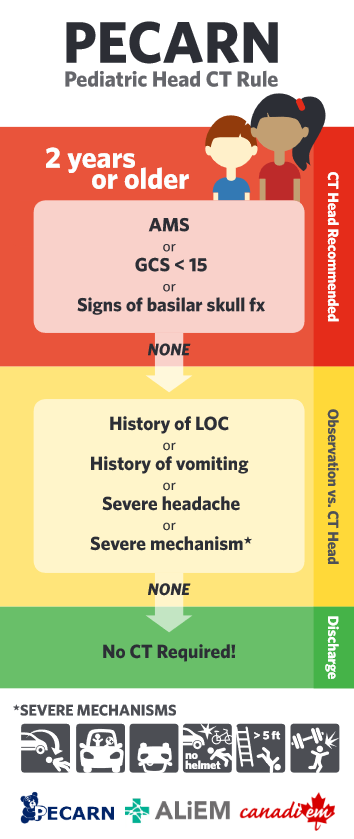 PECARN
Pediatric Head CT Rule
2 years
or older
CT Head Recommended
AMS
or
GCS < 15
or
Signs of basilar skull fx
NONE
Observation vs. CT Head
History of LOC
or
History of vomiting
or
Severe headache
or
Severe mechanism*
NONE
Discharge
No CT Required!
*SEVERE MECHANISMS
no
helmet
> 5 ft
PECARN
ALiEM
canadiem